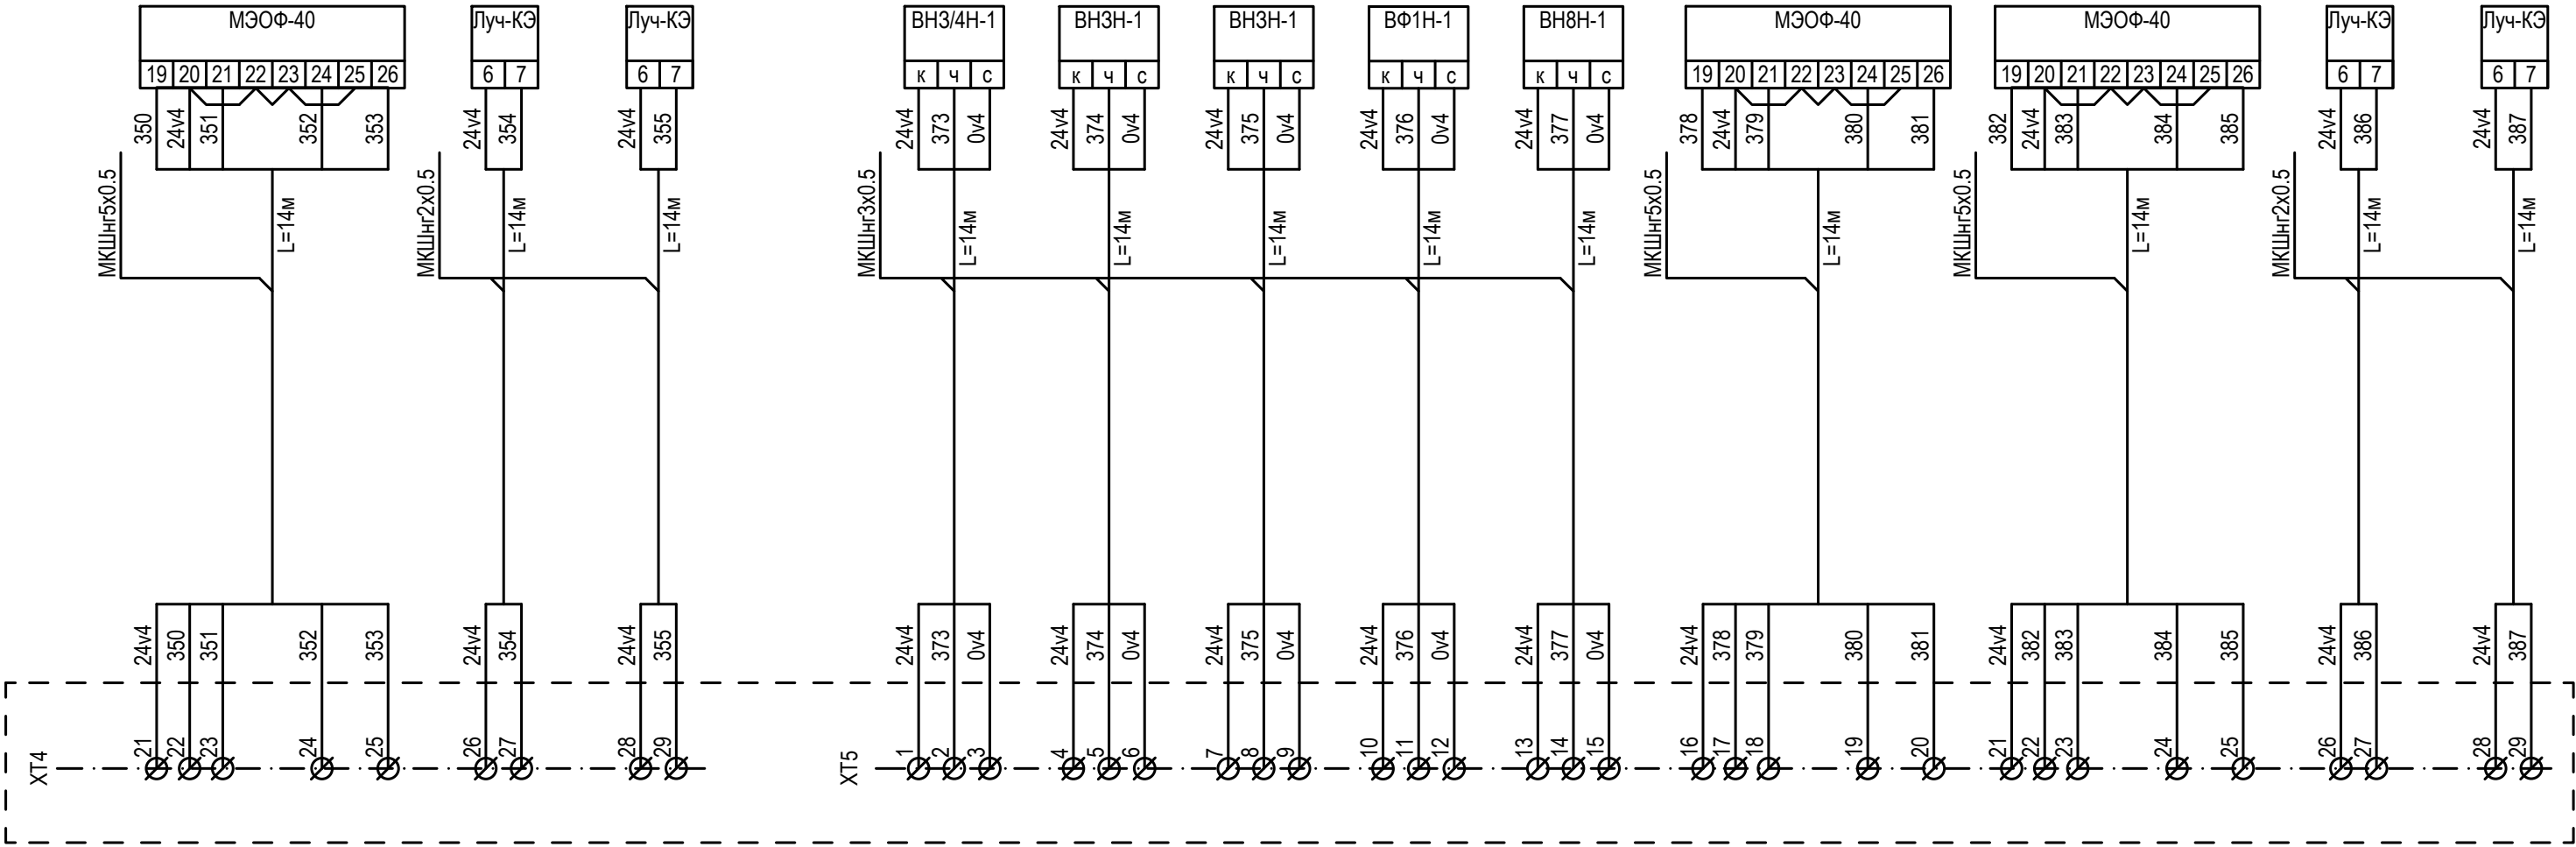 МЭОФ-40 Луч-КЭ Луч-КЭ ВН3/4Н-1 ВН3Н-1 ВН3Н-1 ВФ1Н-1 ВН8Н-1 МЭОФ-40 МЭОФ-40 Луч-КЭ Луч-КЭ
19 20 21 22 23 24 25 26 6 7 6 7 к ч с к ч с к ч с к ч с к ч с 19 20 21 22 23 24 25 26 19 20 21 22 23 24 25 26 6 7 6 7
350 24v4 351 352 353 24v4 354 24v4 355 24v4 373 0v4 24v4 374 0v4 24v4 375 0v4 24v4 376 0v4 24v4 377 0v4 378 24v4 379 380 381 382 24v4 383 384 385 24v4 386 24v4 387
МКШнг5х0.5 L=14м МКШнг2х0.5 L=14м L=14м МКШнг3х0.5 L=14м L=14м L=14м L=14м L=14м МКШнг5х0.5 L=14м МКШнг5х0.5 L=14м МКШнг2х0.5 L=14м L=14м
24v4 350 351 352 353 24v4 354 24v4 355 24v4 373 0v4 24v4 374 0v4 24v4 375 0v4 24v4 376 0v4 24v4 377 0v4 24v4 378 379 380 381 24v4 382 383 384 385 24v4 386 24v4 387
ХТ4 21 22 23 24 25 26 27 28 29 ХТ5 1 2 3 4 5 6 7 8 9 10 11 12 13 14 15 16 17 18 19 20 21 22 23 24 25 26 27 28 29